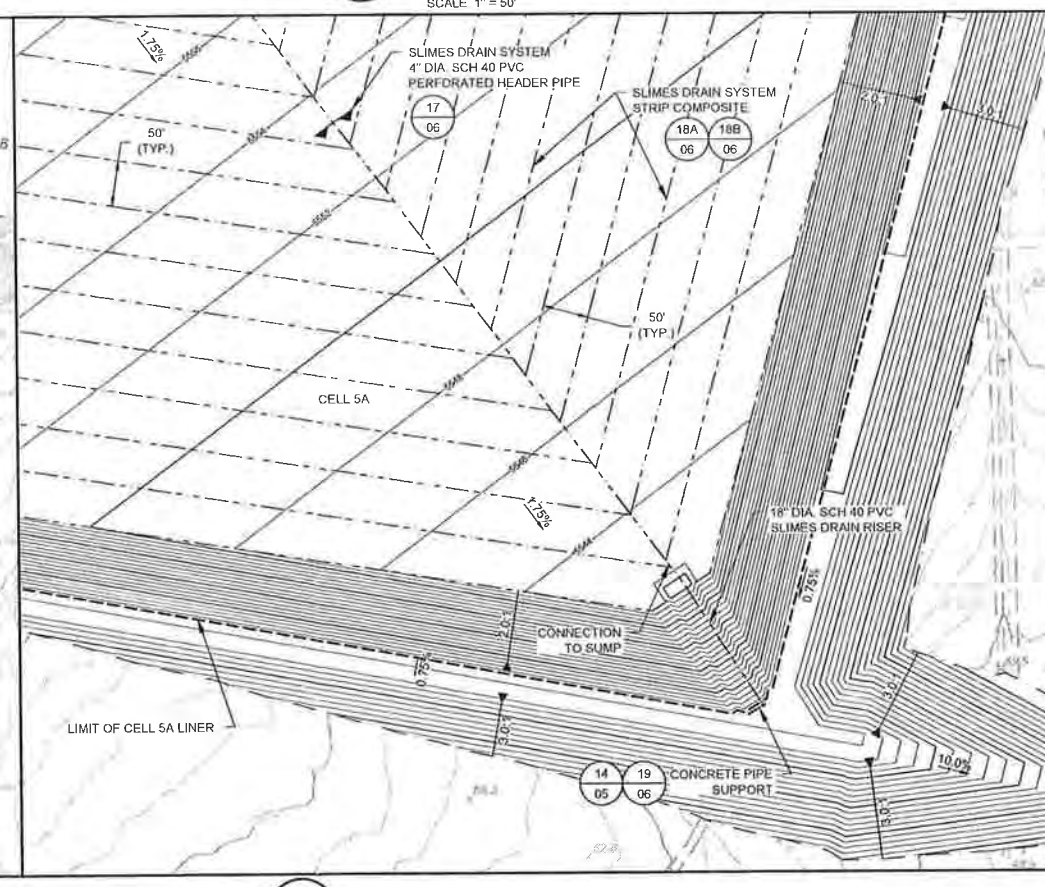 SCALE 1" = 50'
1.75%
SLIMES DRAIN SYSTEM
4" DIA. SCH 40 PVC
PERFORATED HEADER PIPE
17
06
SLIMES DRAIN SYSTEM
STRIP COMPOSITE
18A
06
18B
06
3.0:1
50'
(TYP.)
50'
(TYP.)
CELL 5A
1.75%
18" DIA. SCH 40 PVC
SLIMES DRAIN RISER
0.75%
CONNECTION
TO SUMP
2.0:1
0.75%
LIMIT OF CELL 5A LINER
3.0:1
3.0:1
10.0%
3.0:1
14
05
19
06
CONCRETE PIPE
SUPPORT